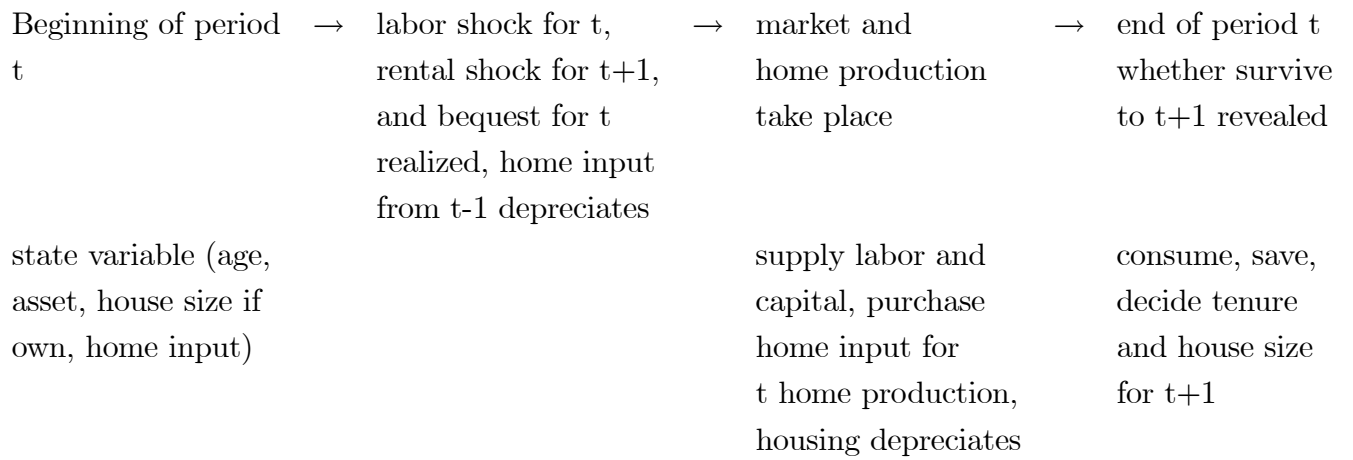 Beginning of period → labor shock for t, → market and → end of period t
t rental shock for t+1, home production whether survive
and bequest for t take place to t+1 revealed
realized, home input
from t-1 depreciates
state variable (age, supply labor and consume, save,
asset, house size if capital, purchase decide tenure
own, home input) home input for and house size
t home production, for t+1
housing depreciates